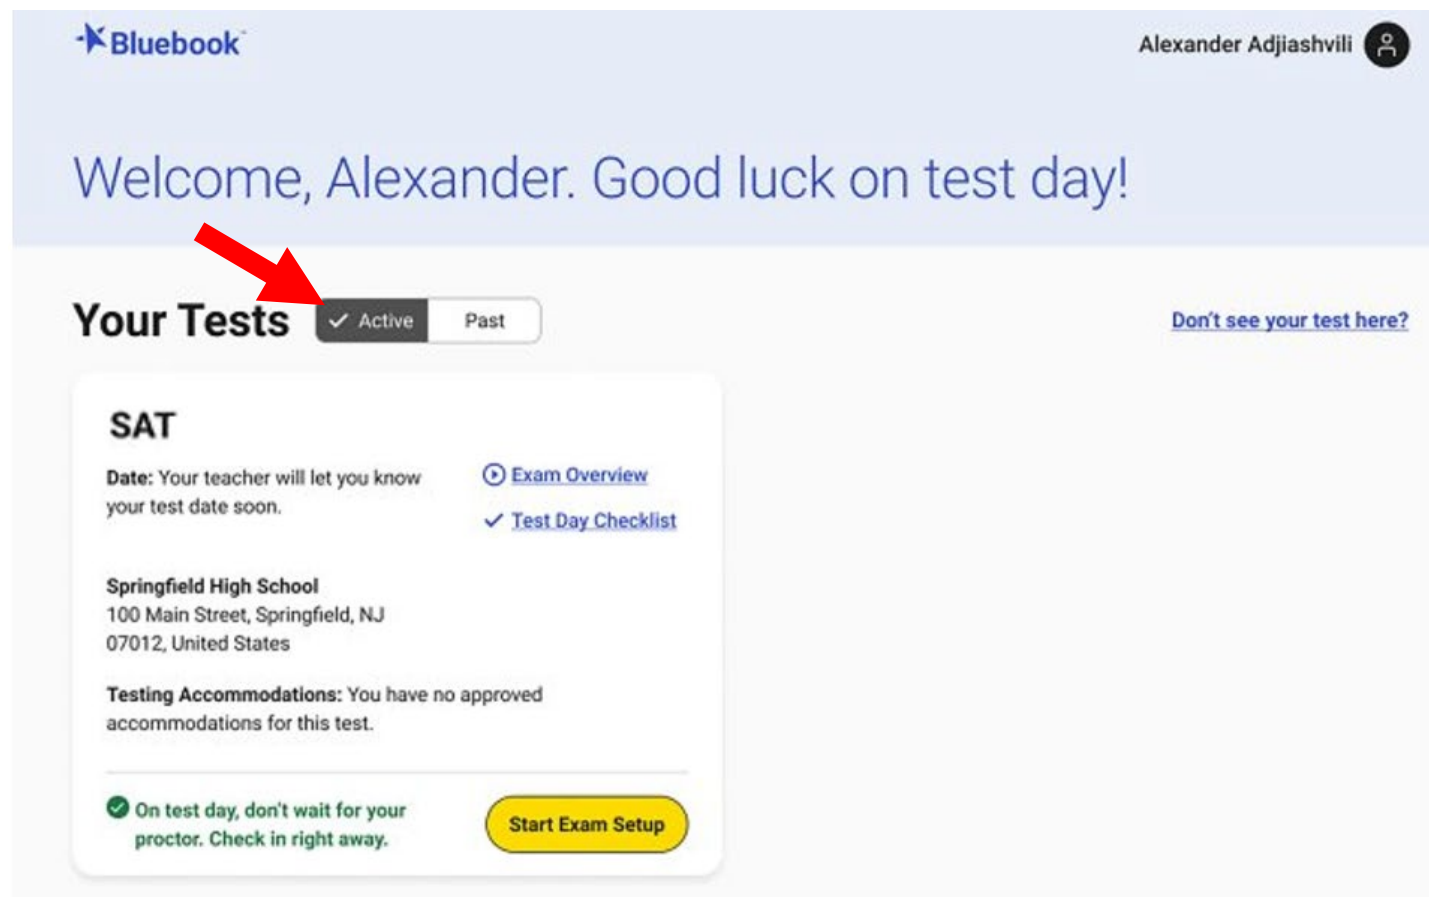 Bluebook
Alexander Adjiashvili
Welcome, Alexander. Good luck on test day!
Your Tests
Active
Past
Don't see your test here?
SAT
Date: Your teacher will let you know
your test date soon.
Exam Overview
Test Day Checklist
Springfield High School
100 Main Street, Springfield, NJ
07012, United States
Testing Accommodations: You have no approved
accommodations for this test.
On test day, don't wait for your
proctor. Check in right away.
Start Exam Setup